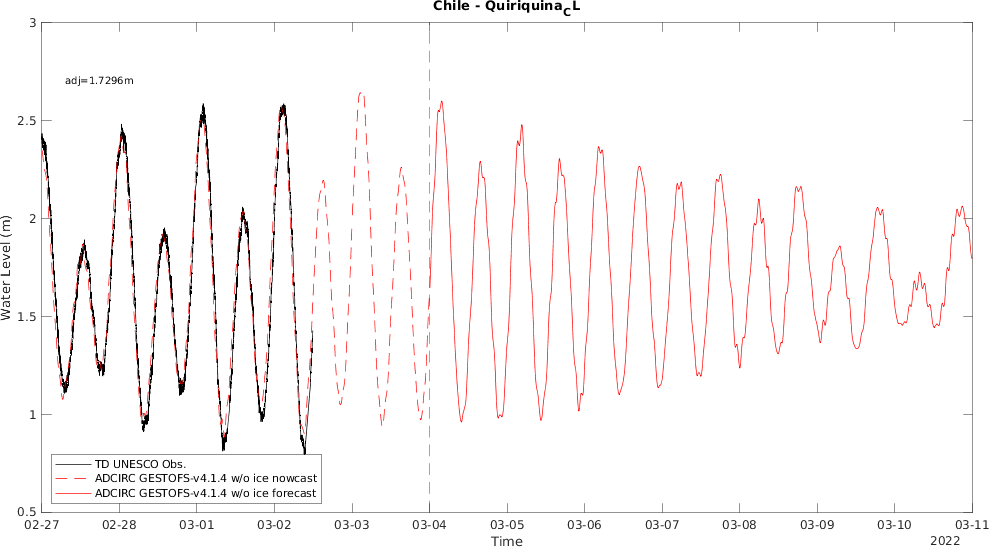 Chile - Quiriquina_CL
adj=1.7296m
Water Level (m)
3
2.5
2
1.5
1
0.5
TD UNESCO Obs.
ADCIRC GESTOFS-v4.1.4 w/o ice nowcast
ADCIRC GESTOFS-v4.1.4 w/o ice forecast
02-27 02-28 03-01 03-02 03-03 03-04 03-05 03-06 03-07 03-08 03-09 03-10 03-11
Time
2022